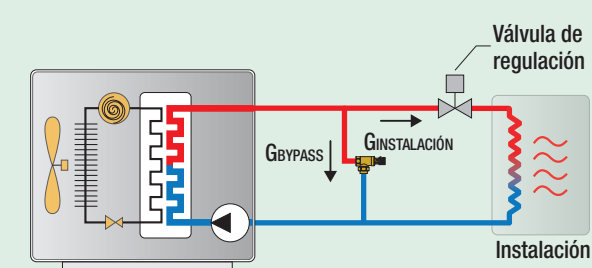 Válvula de
regulación
GBYPASS
GINSTALACIÓN
Instalación